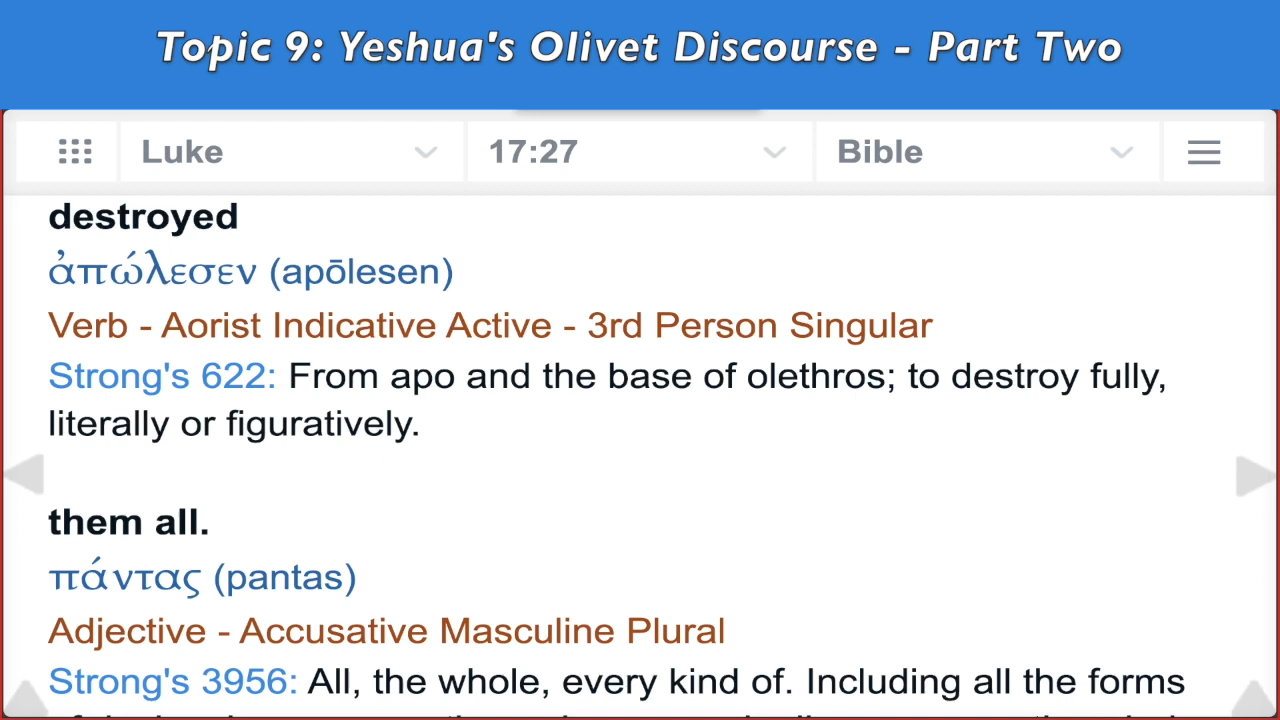 Topic 9: Yeshua's Olivet Discourse - Part Two
Luke
17:27
Bible
destroyed
ἀπώλεσεν (apōlesen)
Verb - Aorist Indicative Active - 3rd Person Singular
Strong's 622: From apo and the base of olethros; to destroy fully,
literally or figuratively.
them all.
πάντας (pantas)
Adjective - Accusative Masculine Plural
Strong's 3956: All, the whole, every kind of. Including all the forms